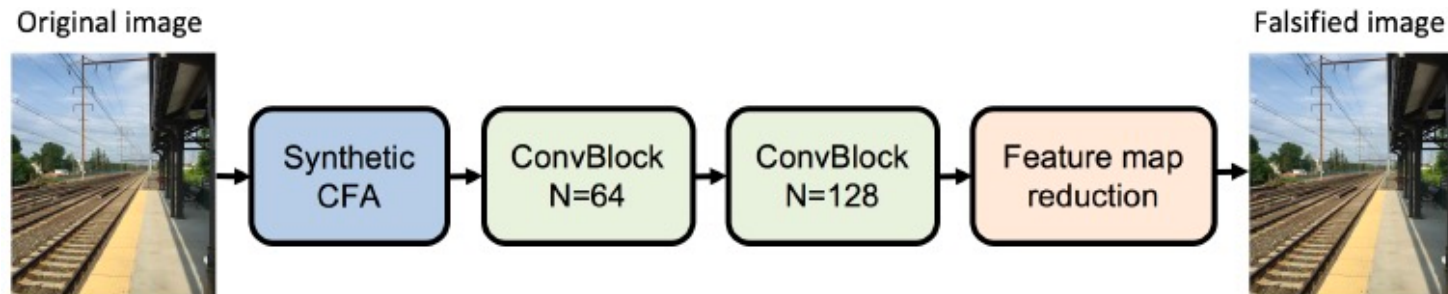 Original image
Falsified image
Synthetic
CFA
ConvBlock
N=64
ConvBlock
N=128
Feature map
reduction